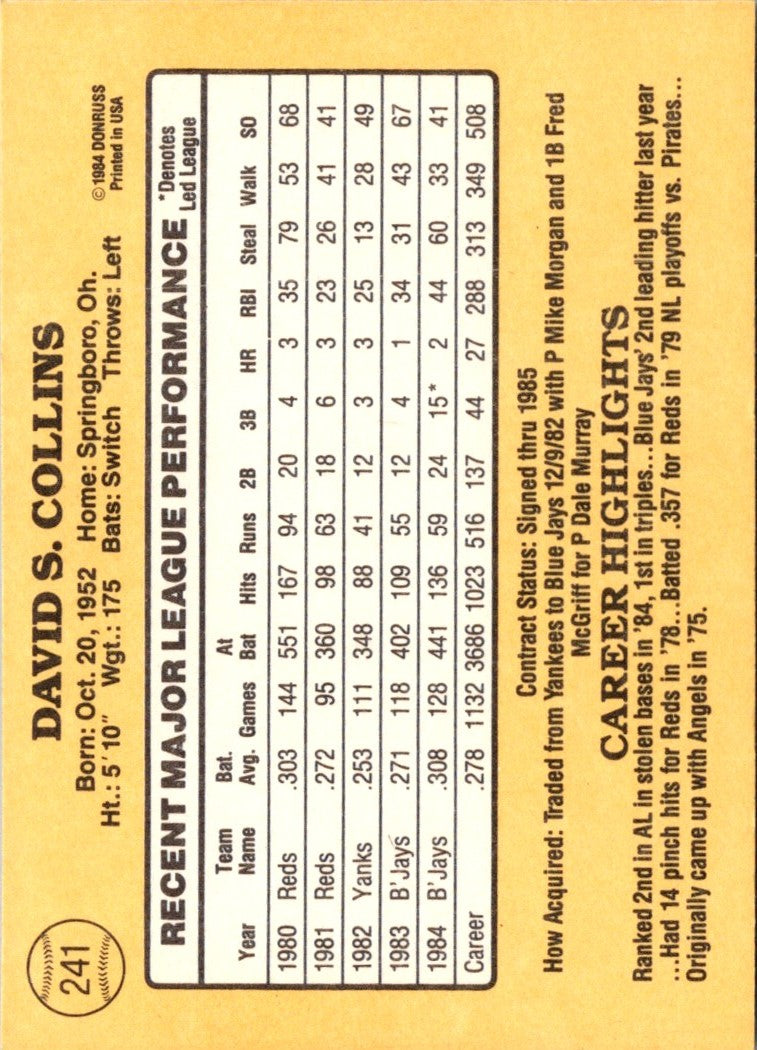 241
DAVID S. COLLINS
© 1984 DONRUSS
Printed in USA
Born: Oct. 20, 1952 Home: Springboro, Oh.
Ht.: 5'10" Wgt.: 175 Bats: Switch Throws: Left
RECENT MAJOR LEAGUE PERFORMANCE *Denotes Led League
Year Team Name Bat. Avg. Games At Bat Hits Runs 2B 3B HR RBI Steal Walk SO
1980 Reds .303 144 551 167 94 20 4 3 35 79 53 68
1981 Reds .272 95 360 98 63 18 6 3 23 26 41 41
1982 Yanks .253 111 348 88 41 12 3 3 25 13 28 49
1983 B'Jays .271 118 402 109 55 12 4 1 34 31 43 67
1984 B'Jays .308 128 441 136 59 24 15* 2 44 60 33 41
Career .278 1132 3686 1023 516 137 44 27 288 313 349 508
Contract Status: Signed thru 1985
How Acquired: Traded from Yankees to Blue Jays 12/9/82 with P Mike Morgan and 1B Fred
McGriff for P Dale Murray
CAREER HIGHLIGHTS
Ranked 2nd in AL in stolen bases in '84, 1st in triples...Blue Jays' 2nd leading hitter last year
...Had 14 pinch hits for Reds in '78...Batted .357 for Reds in '79 NL playoffs vs. Pirates...
Originally came up with Angels in '75.